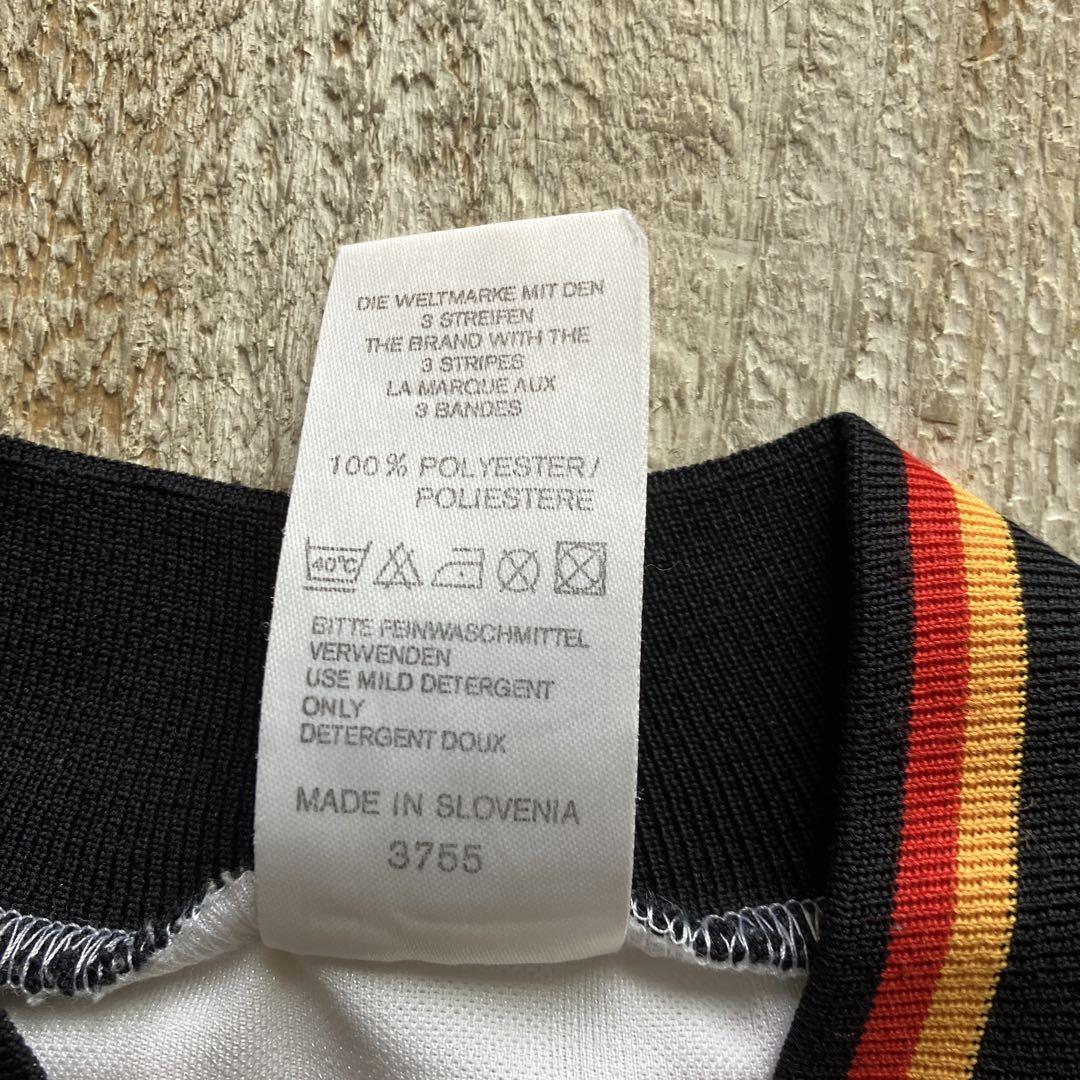 DIE WELTMARKE MIT DEN
3 STREIFEN
THE BRAND WITH THE
3 STRIPES
LA MARQUE AUX
3 BANDES
100% POLYESTER/
POLIESTERE
40°C
BITTE FEINWASCHMITTEL
VERWENDEN
USE MILD DETERGENT
ONLY
DETERGENT DOUX
MADE IN SLOVENIA
3755